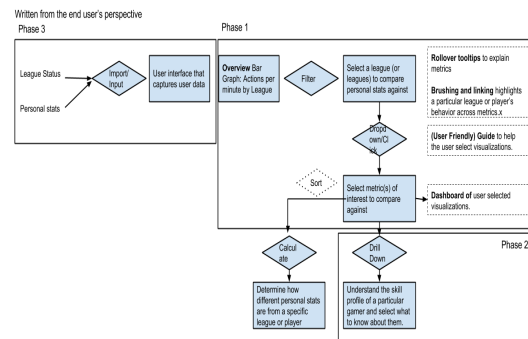 Written from the end user's perspective
Phase 3
Phase 1
League Status
Personal stats
Import/
Input
User interface that
captures user data
Overview Bar
Graph: Actions per
minute by League
Filter
Select a league (or
leagues) to compare
personal stats against
Rollover tooltips to explain
metrics
Brushing and linking highlights
a particular league or player's
behavior across metrics.x
Dropd
own/Cl
ick
(User Friendly) Guide to help
the user select visualizations.
Sort
Select metric(s) of
interest to compare
against
Dashboard of user selected
visualizations.
Phase 2
Calcul
ate
Drill
Down
Determine how
different personal stats
are from a specific
league or player
Understand the skill
profile of a particular
gamer and select what
to know about them.